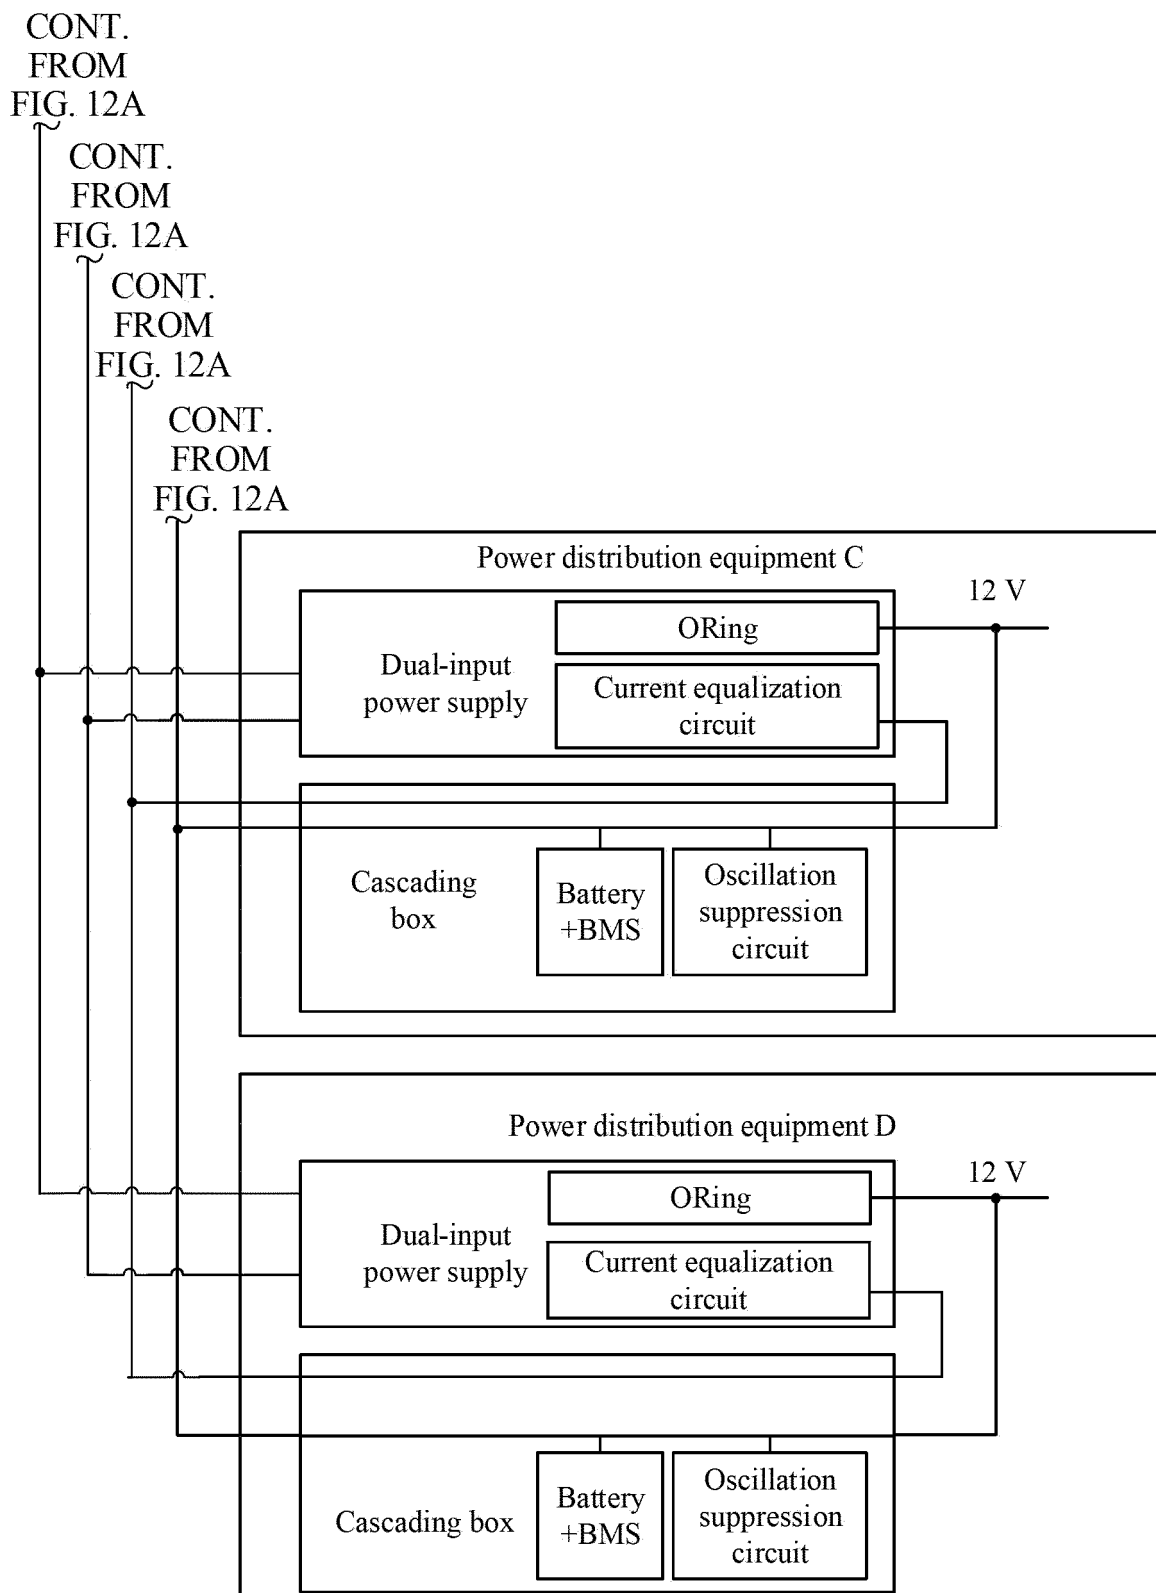 CONT.
FROM
FIG. 12A
CONT.
FROM
FIG. 12A
CONT.
FROM
FIG. 12A
CONT.
FROM
FIG. 12A
Power distribution equipment C
12 V
ORing
Dual-input
power supply
Current equalization
circuit
Cascading
box
Battery
+BMS
Oscillation
suppression
circuit
Power distribution equipment D
12 V
ORing
Dual-input
power supply
Current equalization
circuit
Cascading box
Battery
+BMS
Oscillation
suppression
circuit